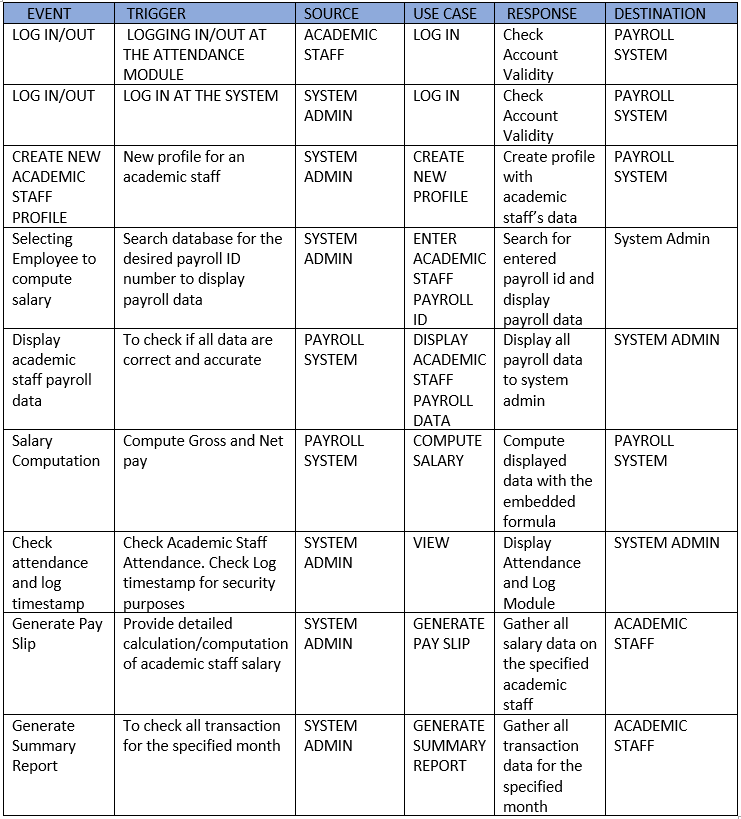 EVENT TRIGGER SOURCE USE CASE RESPONSE DESTINATION
LOG IN/OUT
LOGGING IN/OUT AT
THE ATTENDANCE
MODULE
ACADEMIC
STAFF
LOG IN
Check
Account
Validity
PAYROLL
SYSTEM
LOG IN/OUT
LOG IN AT THE SYSTEM
SYSTEM
ADMIN
LOG IN
Check
Account
Validity
PAYROLL
SYSTEM
CREATE NEW
ACADEMIC
STAFF
PROFILE
New profile for an
academic staff
SYSTEM
ADMIN
CREATE
NEW
PROFILE
Create profile
with
academic
staff’s data
PAYROLL
SYSTEM
Selecting
Employee to
compute
salary
Search database for the
desired payroll ID
number to display
payroll data
SYSTEM
ADMIN
ENTER
ACADEMIC
STAFF
PAYROLL
ID
Search for
entered
payroll id and
display
payroll data
System Admin
Display
academic
staff payroll
data
To check if all data are
correct and accurate
PAYROLL
SYSTEM
DISPLAY
ACADEMIC
STAFF
PAYROLL
DATA
Display all
payroll data
to system
admin
SYSTEM ADMIN
Salary
Computation
Compute Gross and Net
pay
PAYROLL
SYSTEM
COMPUTE
SALARY
Compute
displayed
data with the
embedded
formula
PAYROLL
SYSTEM
Check
attendance
and log
timestamp
Check Academic Staff
Attendance. Check Log
timestamp for security
purposes
SYSTEM
ADMIN
VIEW
Display
Attendance
and Log
Module
SYSTEM ADMIN
Generate Pay
Slip
Provide detailed
calculation/computation
of academic staff salary
SYSTEM
ADMIN
GENERATE
PAY SLIP
Gather all
salary data on
the specified
academic
staff
ACADEMIC
STAFF
Generate
Summary
Report
To check all transaction
for the specified month
SYSTEM
ADMIN
GENERATE
SUMMARY
REPORT
Gather all
transaction
data for the
specified
month
ACADEMIC
STAFF